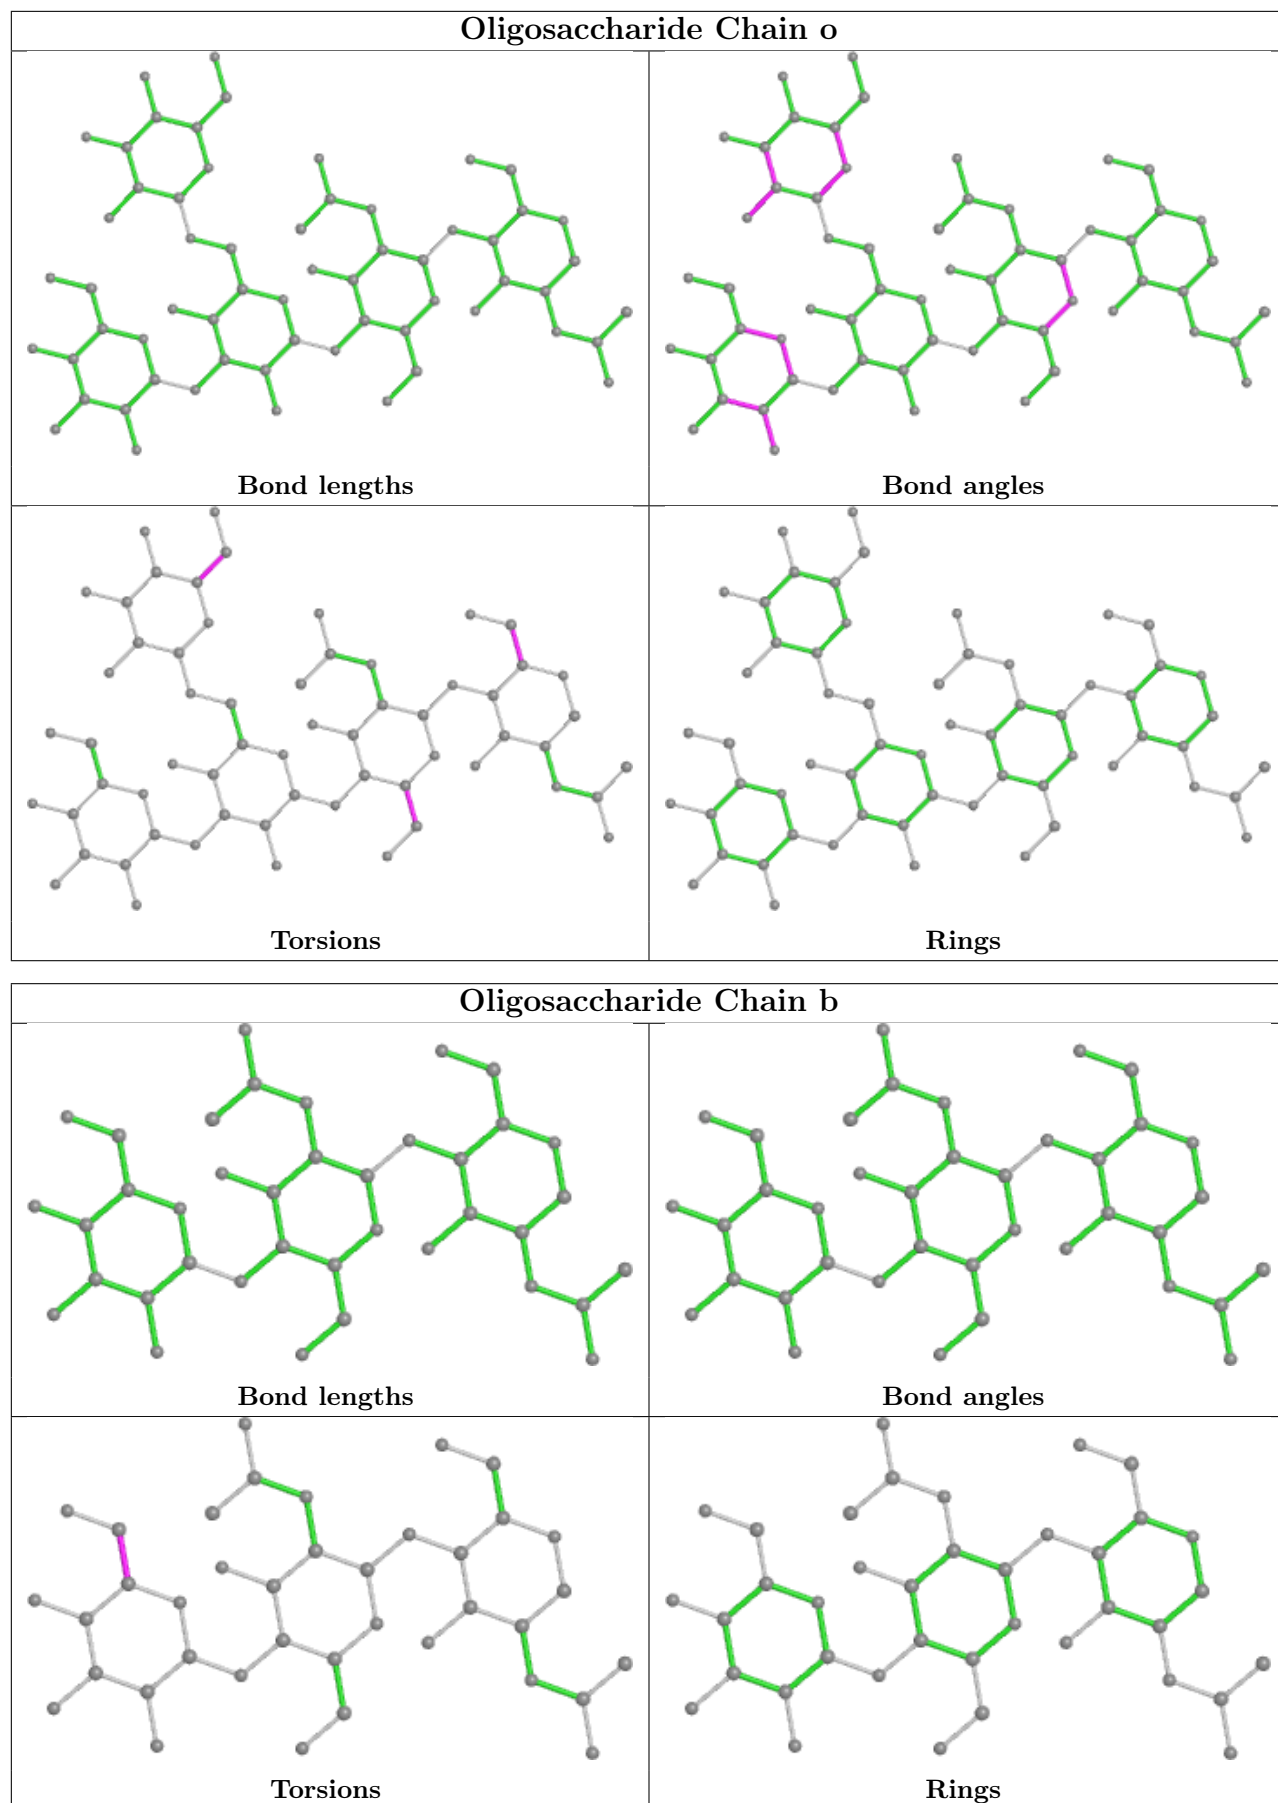 Oligosaccharide Chain o
Bond lengths
Bond angles
Torsions
Rings
Oligosaccharide Chain b
Bond lengths
Bond angles
Torsions
Rings